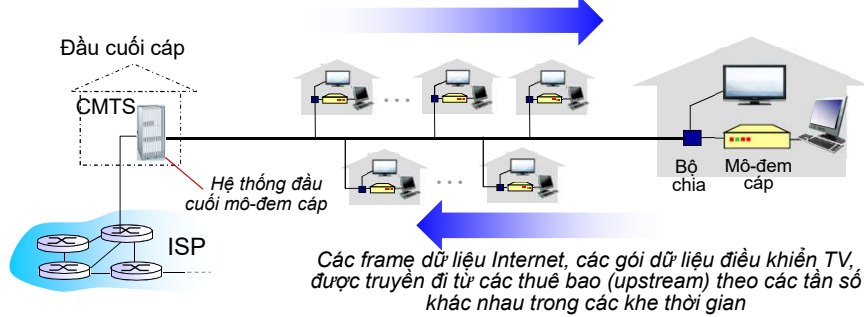 Đầu cuối cáp
CMTS
Hệ thống đầu
cuối mô-đem cáp
ISP
Bộ
chia
Mô-đem
cáp
Các frame dữ liệu Internet, các gói dữ liệu điều khiển TV,
được truyền đi từ các thuê bao (upstream) theo các tần số
khác nhau trong các khe thời gian